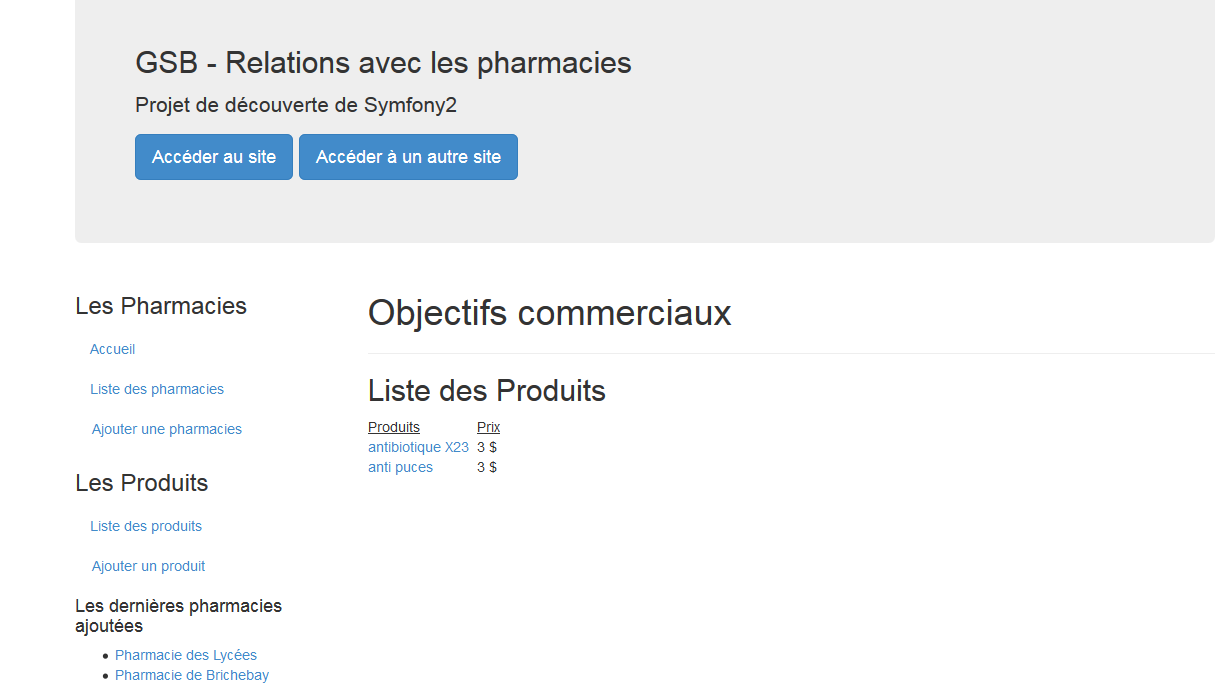 GSB - Relations avec les pharmacies
Projet de découverte de Symfony2
Accéder au site
Accéder à un autre site
Les Pharmacies
Accueil
Liste des pharmacies
Ajouter une pharmacies
Les Produits
Liste des produits
Ajouter un produit
Les dernières pharmacies
ajoutées
Pharmacie des Lycées
Pharmacie de Brichebay
Objectifs commerciaux
Liste des Produits
Produits Prix
antibiotique X23 3 $
anti puces 3 $